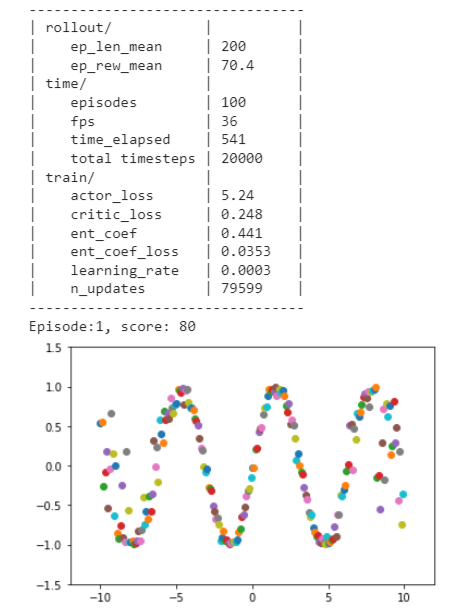 ---------------------------------
| rollout/           |          |
|    ep_len_mean     | 200      |
|    ep_rew_mean     | 70.4     |
| time/              |          |
|    episodes        | 100      |
|    fps             | 36       |
|    time_elapsed    | 541      |
|    total timesteps | 20000    |
| train/             |          |
|    actor_loss      | 5.24     |
|    critic_loss     | 0.248    |
|    ent_coef        | 0.441    |
|    ent_coef_loss   | 0.0353   |
|    learning_rate   | 0.0003   |
|    n_updates       | 79599    |
---------------------------------
Episode:1, score: 80
1.5
1.0
0.5
0.0
−0.5
−1.0
−1.5
−10 −5 0 5 10